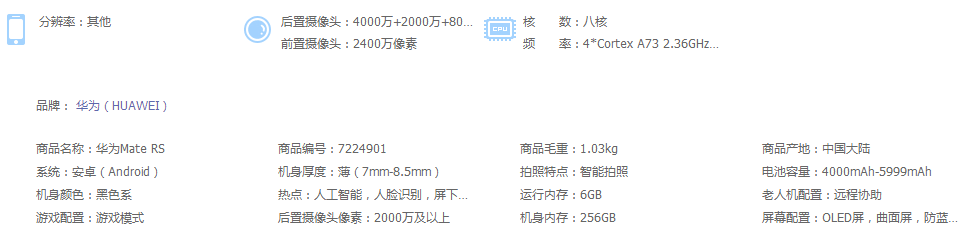 分辨率：其他
后置摄像头：4000万+2000万+80...
前置摄像头：2400万像素
CPU
核 数：八核
频 率：4*Cortex A73 2.36GHz...
品牌： 华为（HUAWEI）
商品名称：华为Mate RS 商品编号：7224901 商品毛重：1.03kg 商品产地：中国大陆
系统：安卓（Android） 机身厚度：薄（7mm-8.5mm） 拍照特点：智能拍照 电池容量：4000mAh-5999mAh
机身颜色：黑色系 热点：人工智能，人脸识别，屏下... 运行内存：6GB 老人机配置：远程协助
游戏配置：游戏模式 后置摄像头像素：2000万及以上 机身内存：256GB 屏幕配置：OLED屏，曲面屏，防蓝...